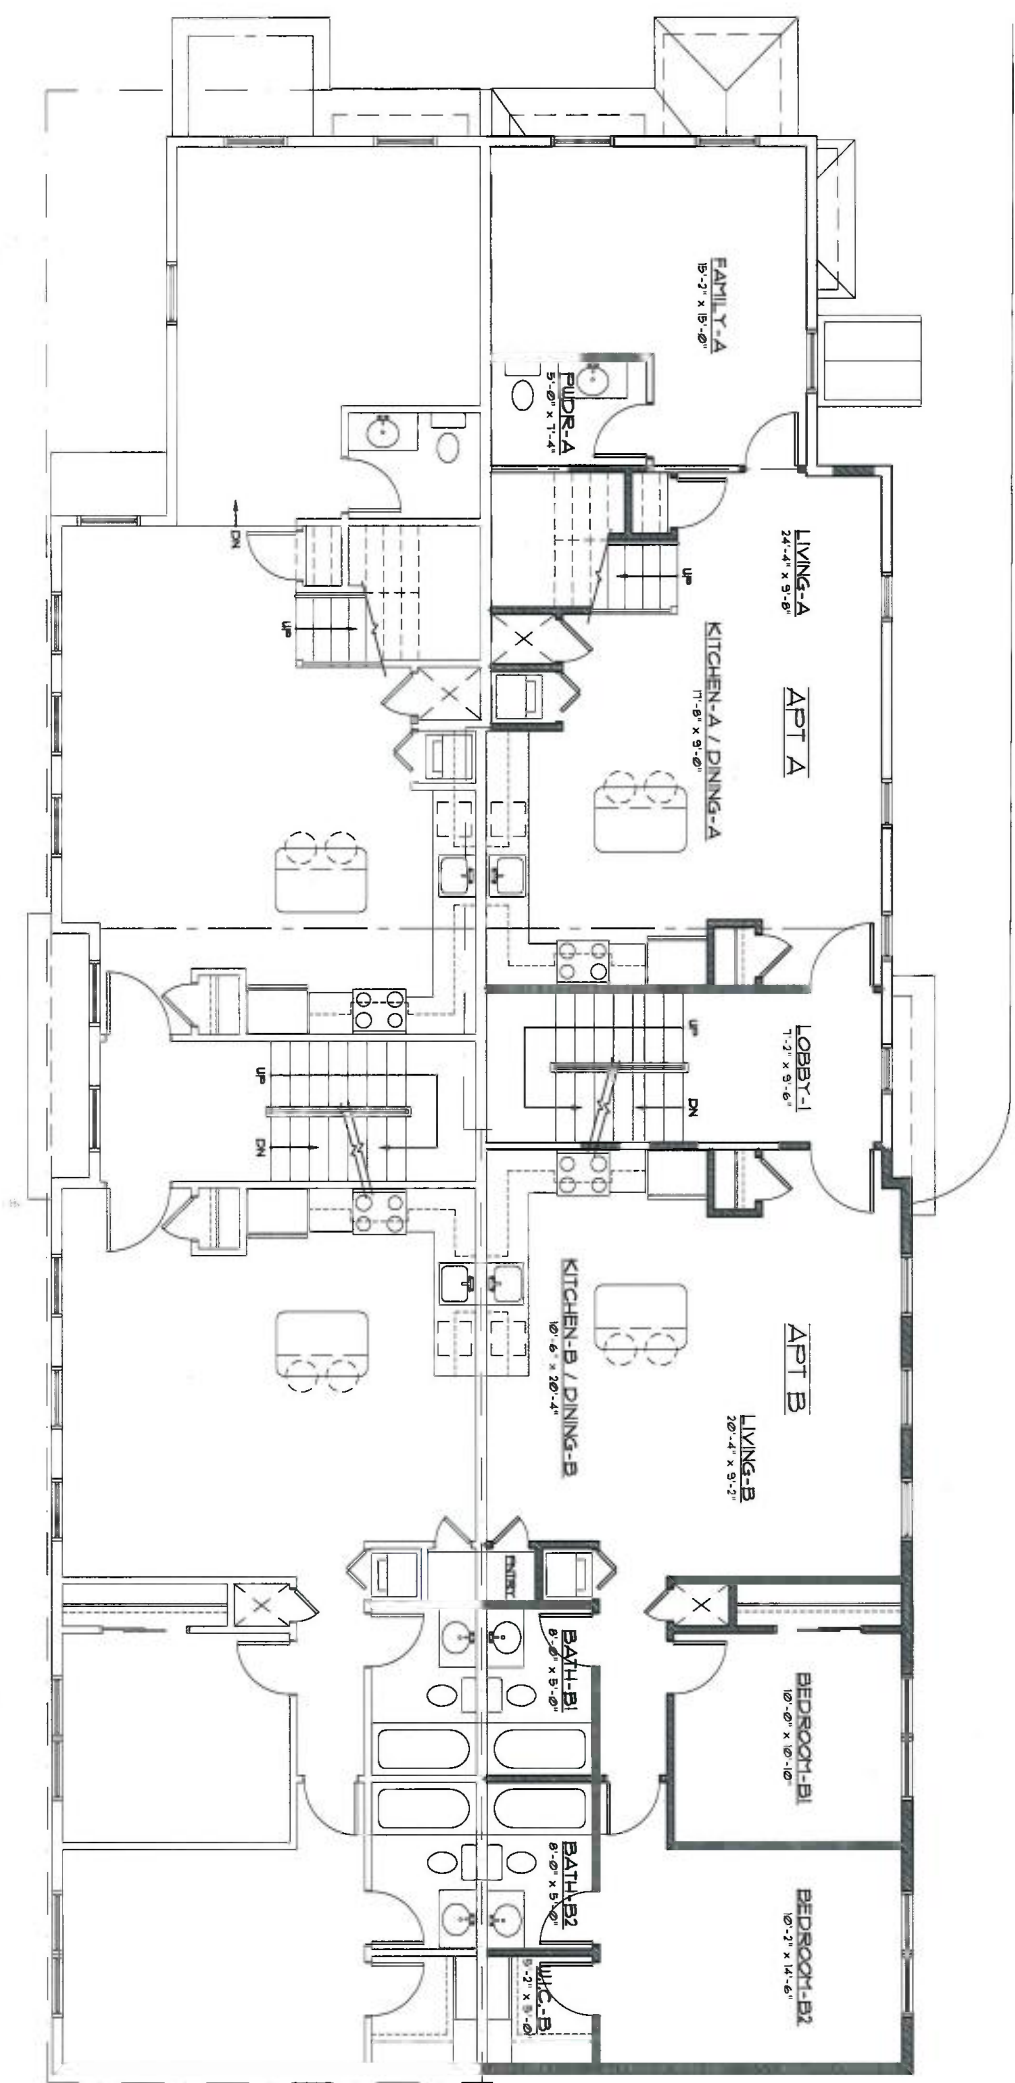 FAMILY-A
15'-2" x 15'-0"
PWDR-A
5'-0" x 7'-4"
LIVING-A
24'-4" x 9'-8"
UP
DN
UP
KITCHEN-A / DINING-A
17'-8" x 9'-0"
APT A
LOBBY-1
7'-2" x 9'-6"
UP
DN
UP
DN
APT B
KITCHEN-B / DINING-B
10'-6" x 20'-4"
LIVING-B
20'-4" x 9'-2"
ENTRY
BATH-B1
8'-0" x 5'-0"
BEDROOM-B1
10'-0" x 10'-10"
BATH-B2
8'-0" x 5'-0"
BEDROOM-B2
10'-2" x 14'-6"
W.I.C.-B
5'-2" x 5'-0"